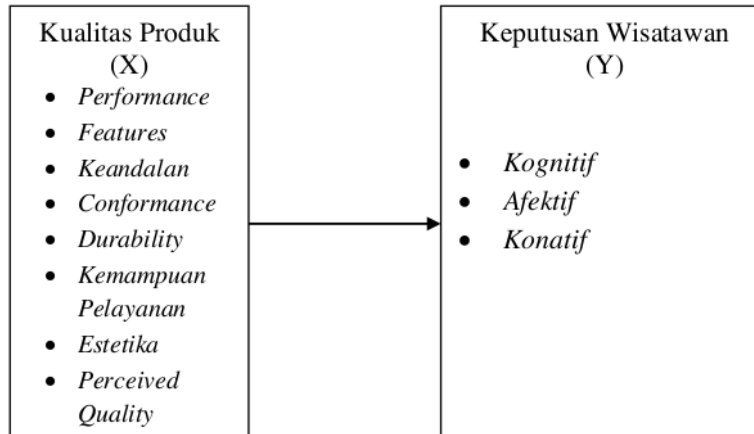 Kualitas Produk
(X)
• Performance
• Features
• Keandalan
• Conformance
• Durability
• Kemampuan
Pelayanan
• Estetika
• Perceived
Quality
Keputusan Wisatawan
(Y)
• Kognitif
• Afektif
• Konatif